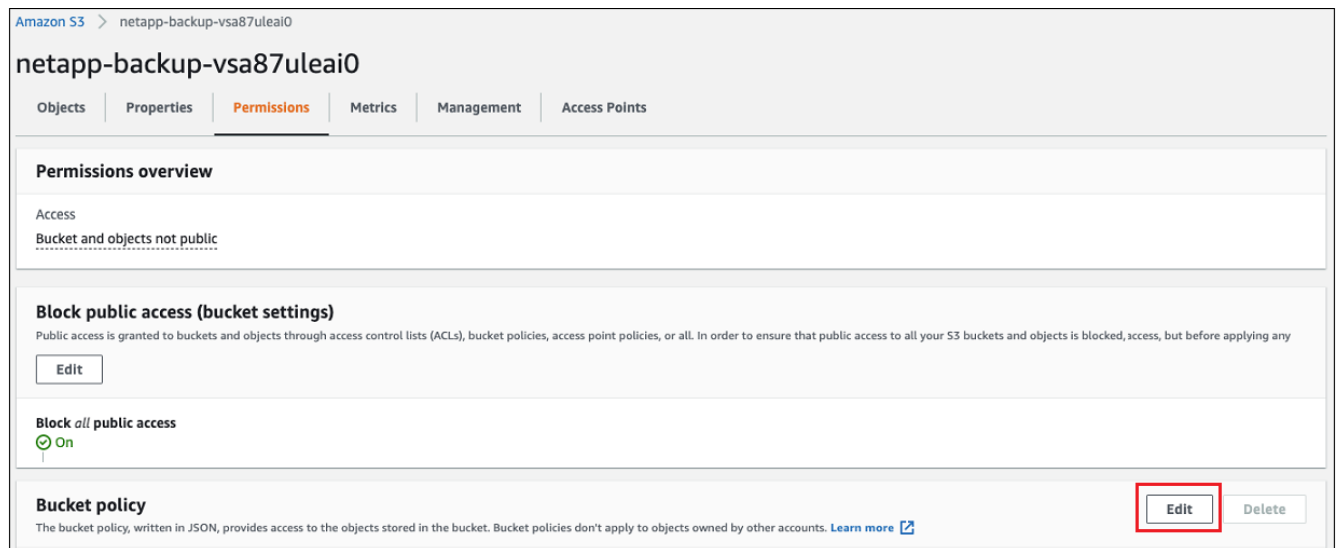 Amazon S3 > netapp-backup-vsa87uleai0
netapp-backup-vsa87uleai0
Objects Properties Permissions Metrics Management Access Points
Permissions overview
Access
Bucket and objects not public
Block public access (bucket settings)
Public access is granted to buckets and objects through access control lists (ACLs), bucket policies, access point policies, or all. In order to ensure that public access to all your S3 buckets and objects is blocked, access, but before applying any
Edit
Block all public access
On
Bucket policy
Edit Delete
The bucket policy, written in JSON, provides access to the objects stored in the bucket. Bucket policies don't apply to objects owned by other accounts. Learn more